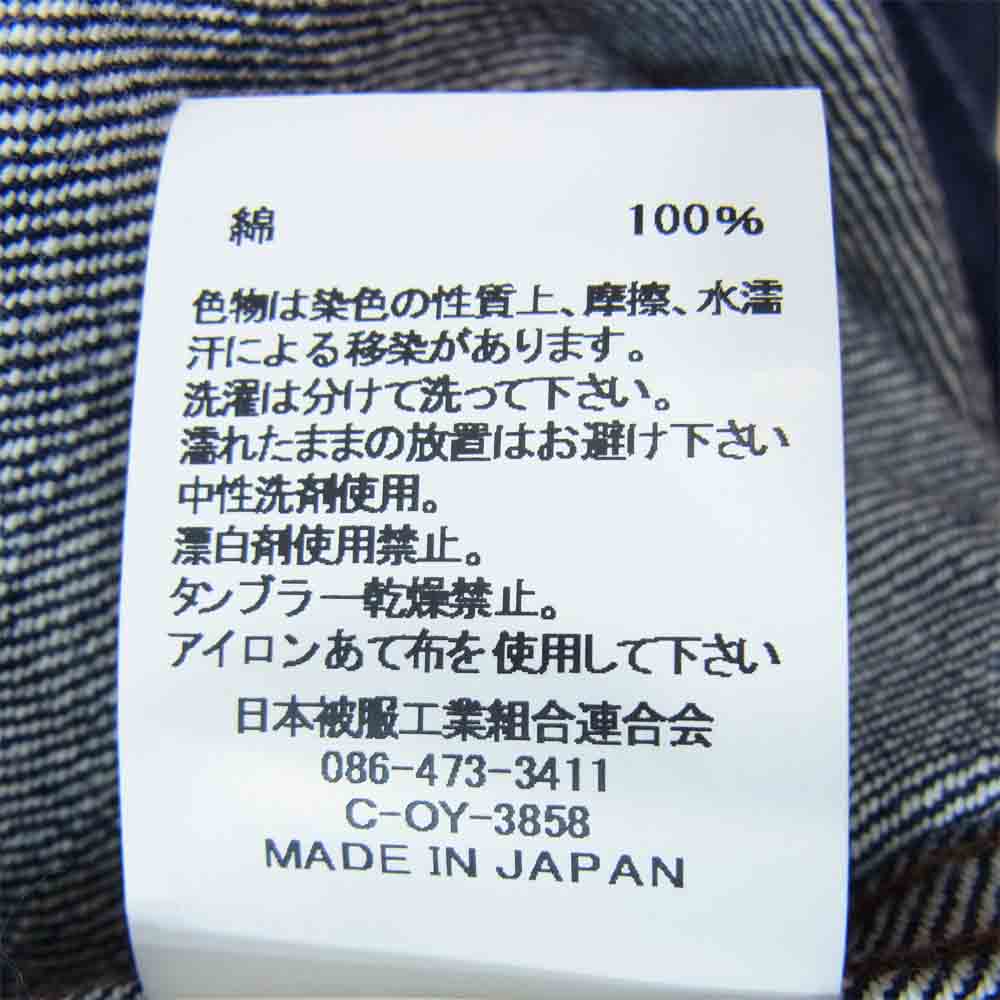 綿 100%
色物は染色の性質上、摩擦、水濡
汗による移染があります。
洗濯は分けて洗って下さい。
濡れたままの放置はお避け下さい
中性洗剤使用。
漂白剤使用禁止。
タンブラー乾燥禁止。
アイロンあて布を使用して下さい
日本被服工業組合連合会
086-473-3411
C-OY-3858
MADE IN JAPAN